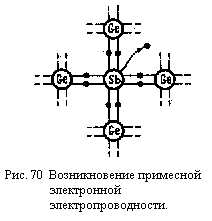 Ge
Ge Sb Ge
Ge
Рис. 70 Возникновение примесной
электронной
электропроводности.